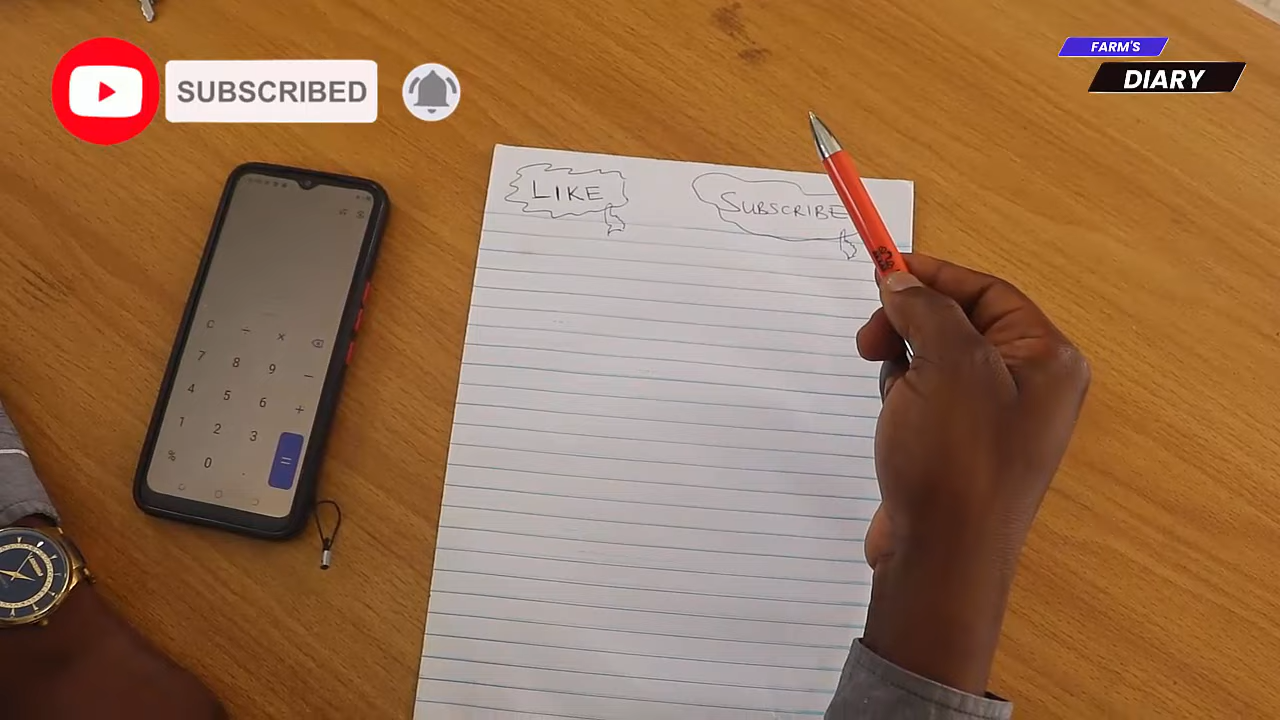 SUBSCRIBED
FARM'S
DIARY
LIKE
SUBSCRIBE
C ÷ ×
7 8 9 −
4 5 6 +
1 2 3 =
% 0 .